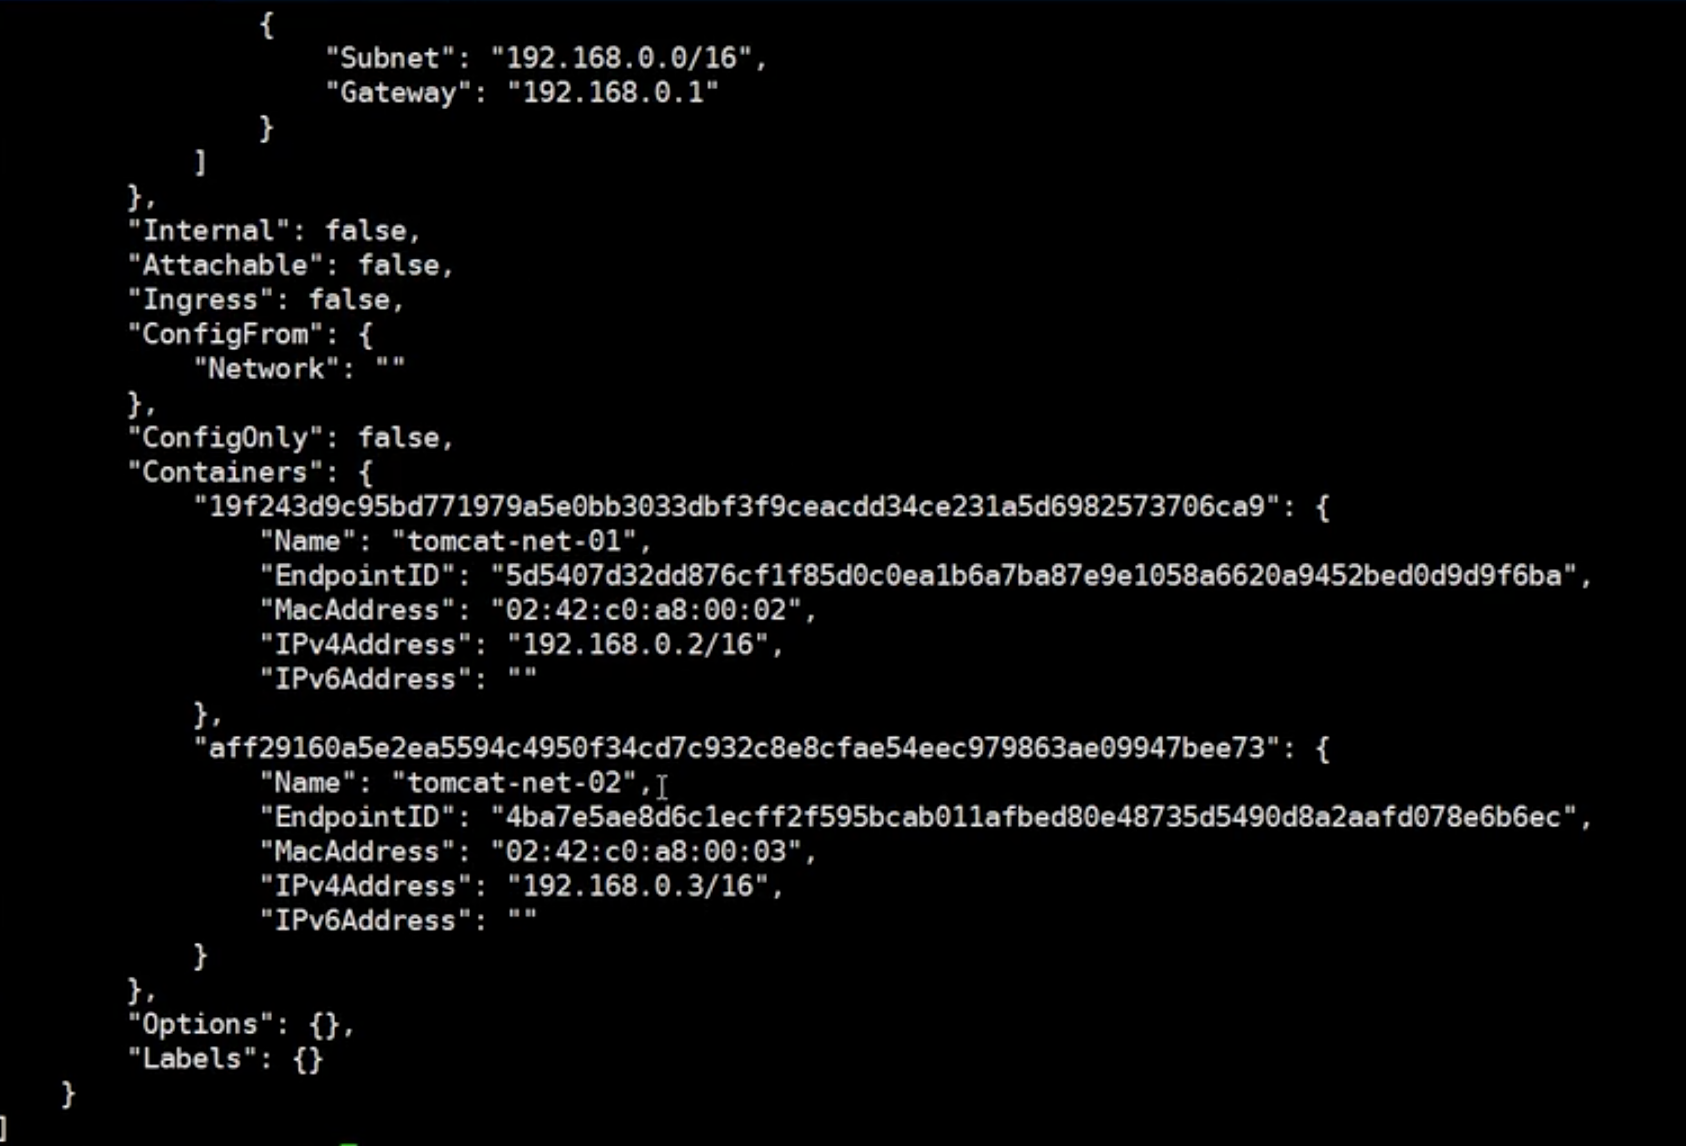 {
"Subnet": "192.168.0.0/16",
"Gateway": "192.168.0.1"
}
]
},
"Internal": false,
"Attachable": false,
"Ingress": false,
"ConfigFrom": {
"Network": ""
},
"ConfigOnly": false,
"Containers": {
"19f243d9c95bd771979a5e0bb3033dbf3f9ceacdd34ce231a5d6982573706ca9": {
"Name": "tomcat-net-01",
"EndpointID": "5d5407d32dd876cf1f85d0c0ea1b6a7ba87e9e1058a6620a9452bed0d9d9f6ba",
"MacAddress": "02:42:c0:a8:00:02",
"IPv4Address": "192.168.0.2/16",
"IPv6Address": ""
},
"aff29160a5e2ea5594c4950f34cd7c932c8e8cfae54eec979863ae09947bee73": {
"Name": "tomcat-net-02",
"EndpointID": "4ba7e5ae8d6c1ecff2f595bcab011afbed80e48735d5490d8a2aafd078e6b6ec",
"MacAddress": "02:42:c0:a8:00:03",
"IPv4Address": "192.168.0.3/16",
"IPv6Address": ""
}
},
"Options": {},
"Labels": {}
}
]